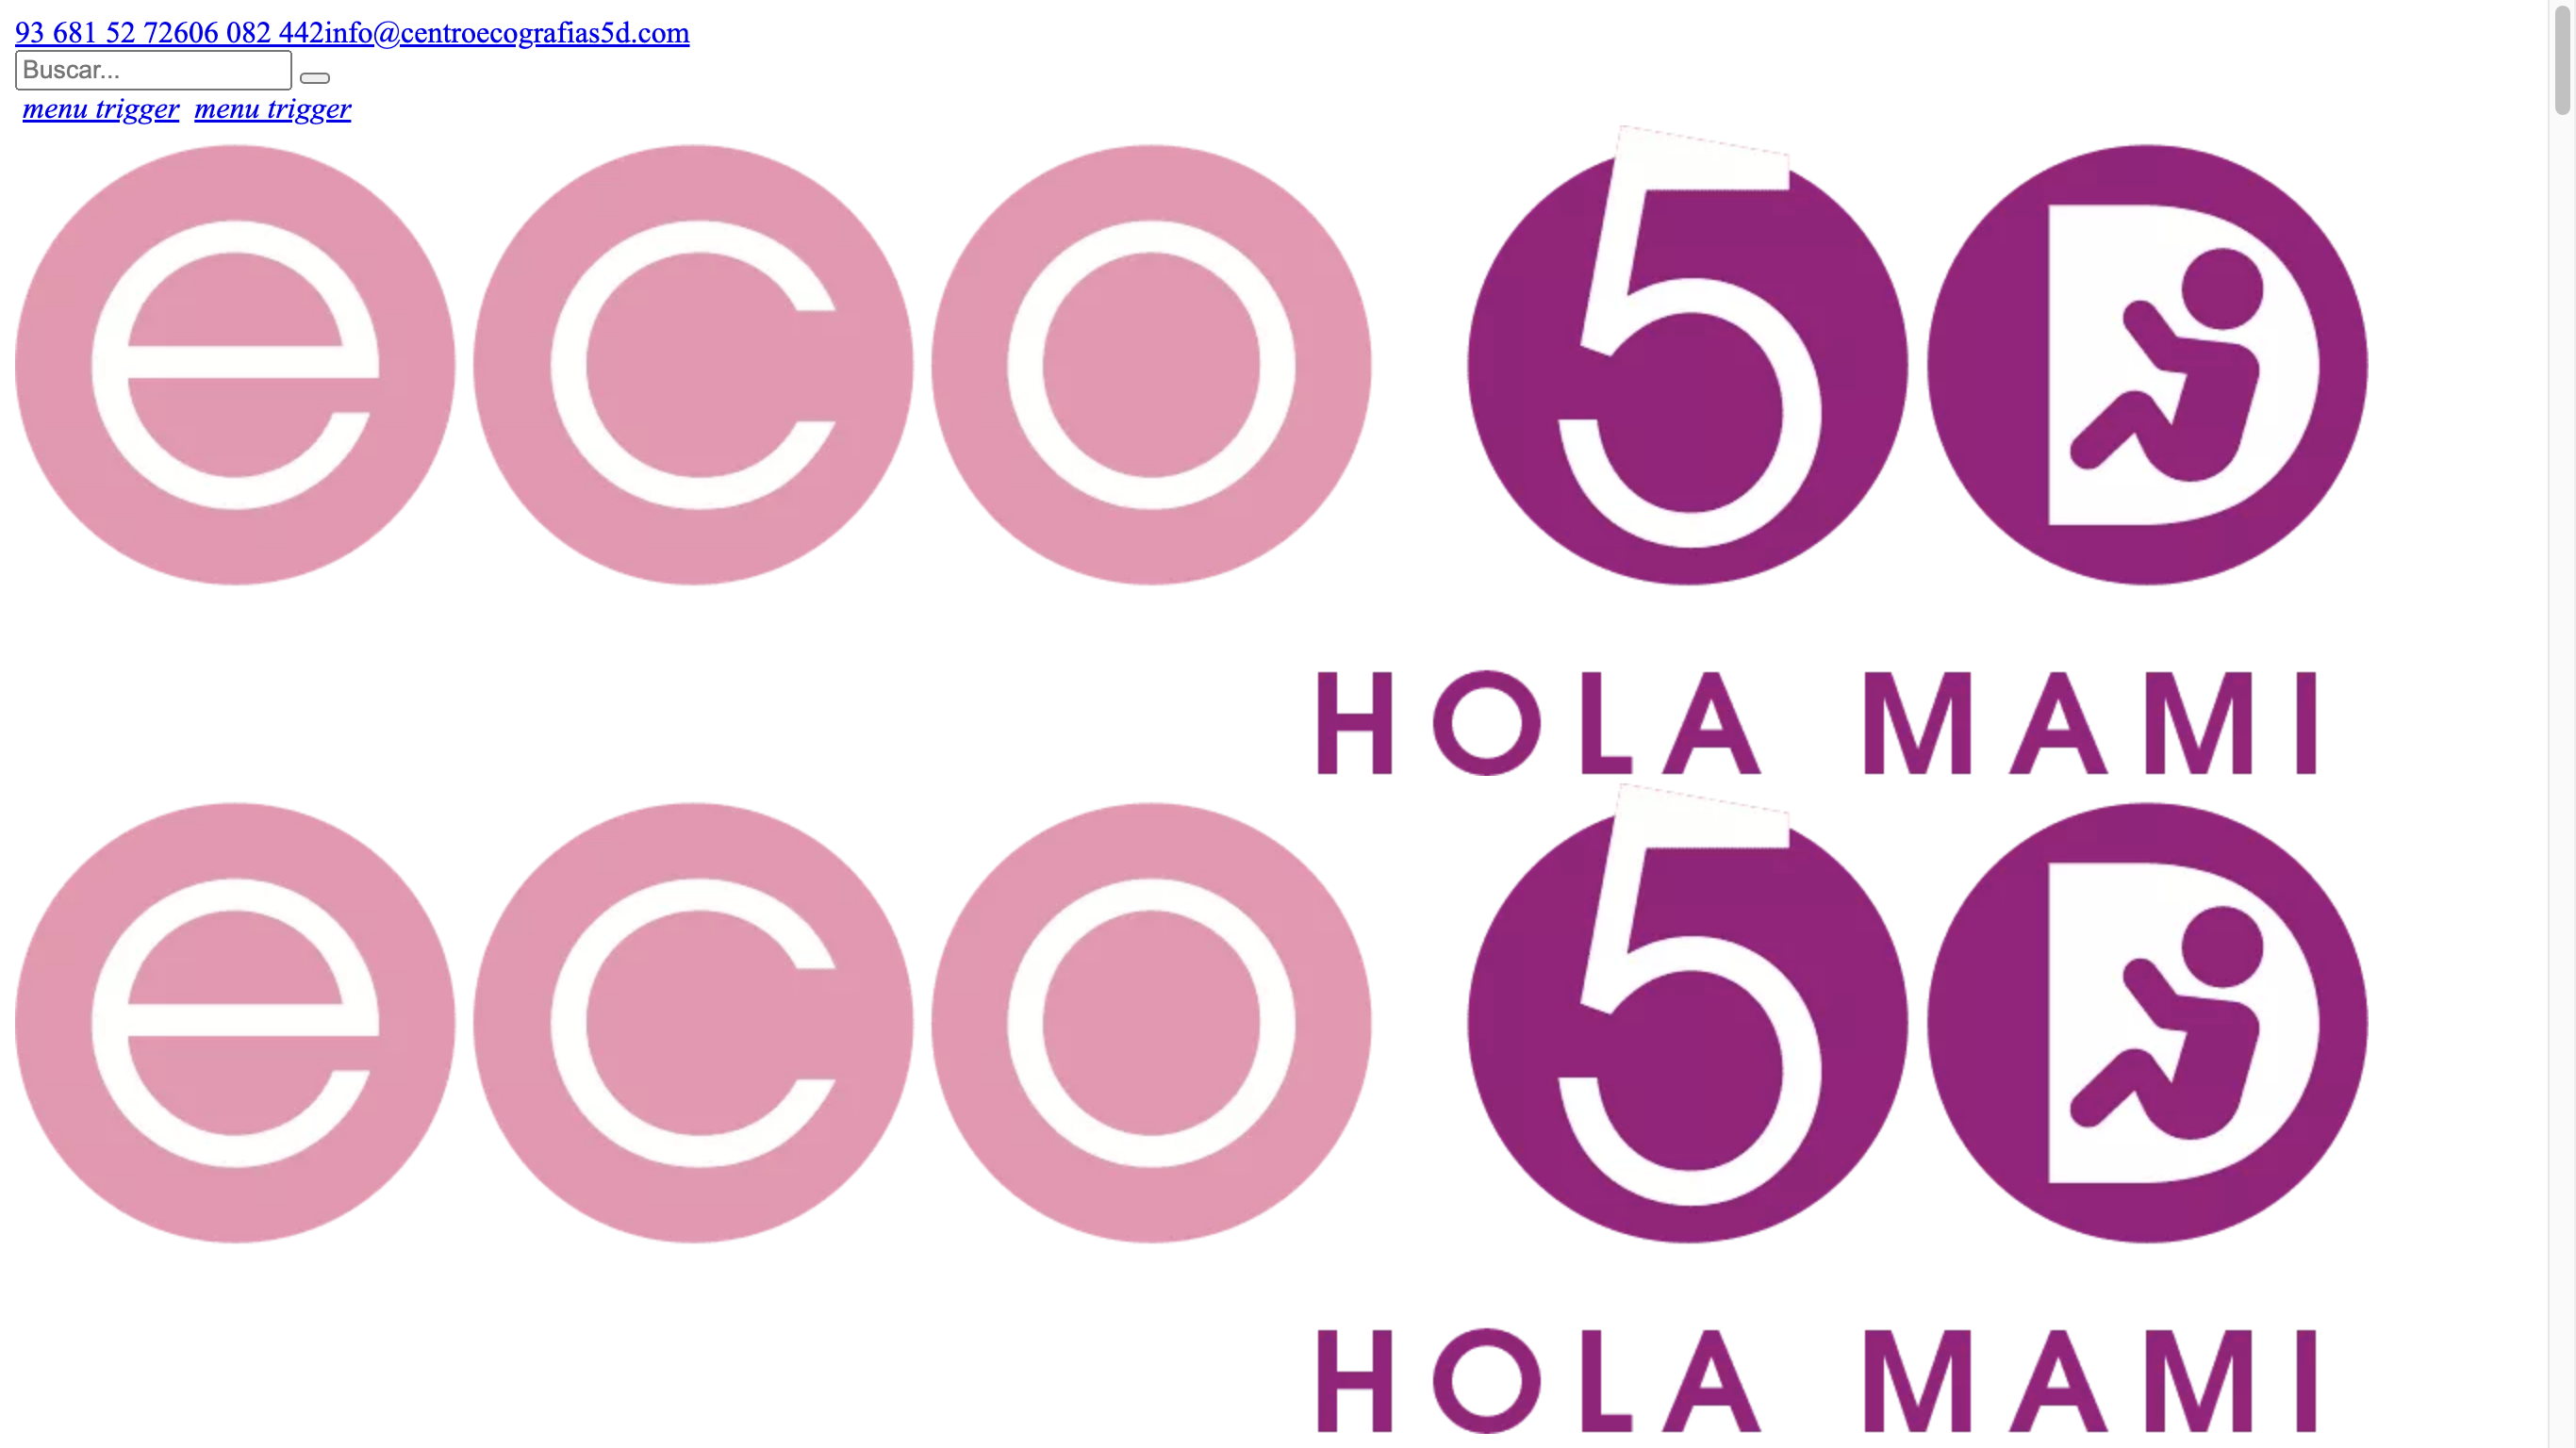 93 681 52 72606 082 442info@centroecografias5d.com
Buscar...
menu trigger menu trigger
eco 5D
HOLA MAMI
eco 5D
HOLA MAMI